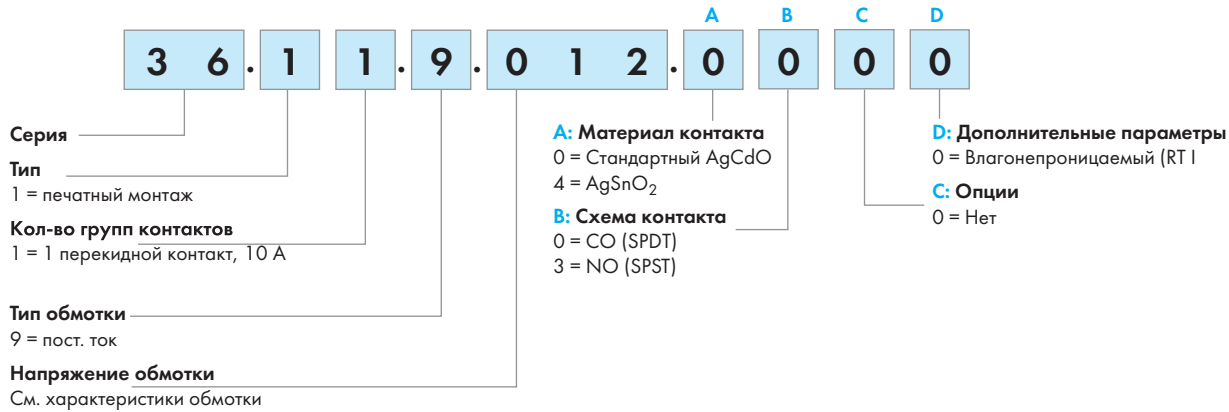 A B C D
3 6 . 1 1 . 9 . 0 1 2 . 0 0 0 0
Серия
Тип
1 = печатный монтаж
Кол-во групп контактов
1 = 1 перекидной контакт, 10 A
Тип обмотки
9 = пост. ток
Напряжение обмотки
См. характеристики обмотки
A: Материал контакта
0 = Стандартный AgCdO
4 = AgSnO₂
B: Схема контакта
0 = CO (SPDT)
3 = NO (SPST)
D: Дополнительные параметры
0 = Влагонепроницаемый (RT I
C: Опции
0 = Нет